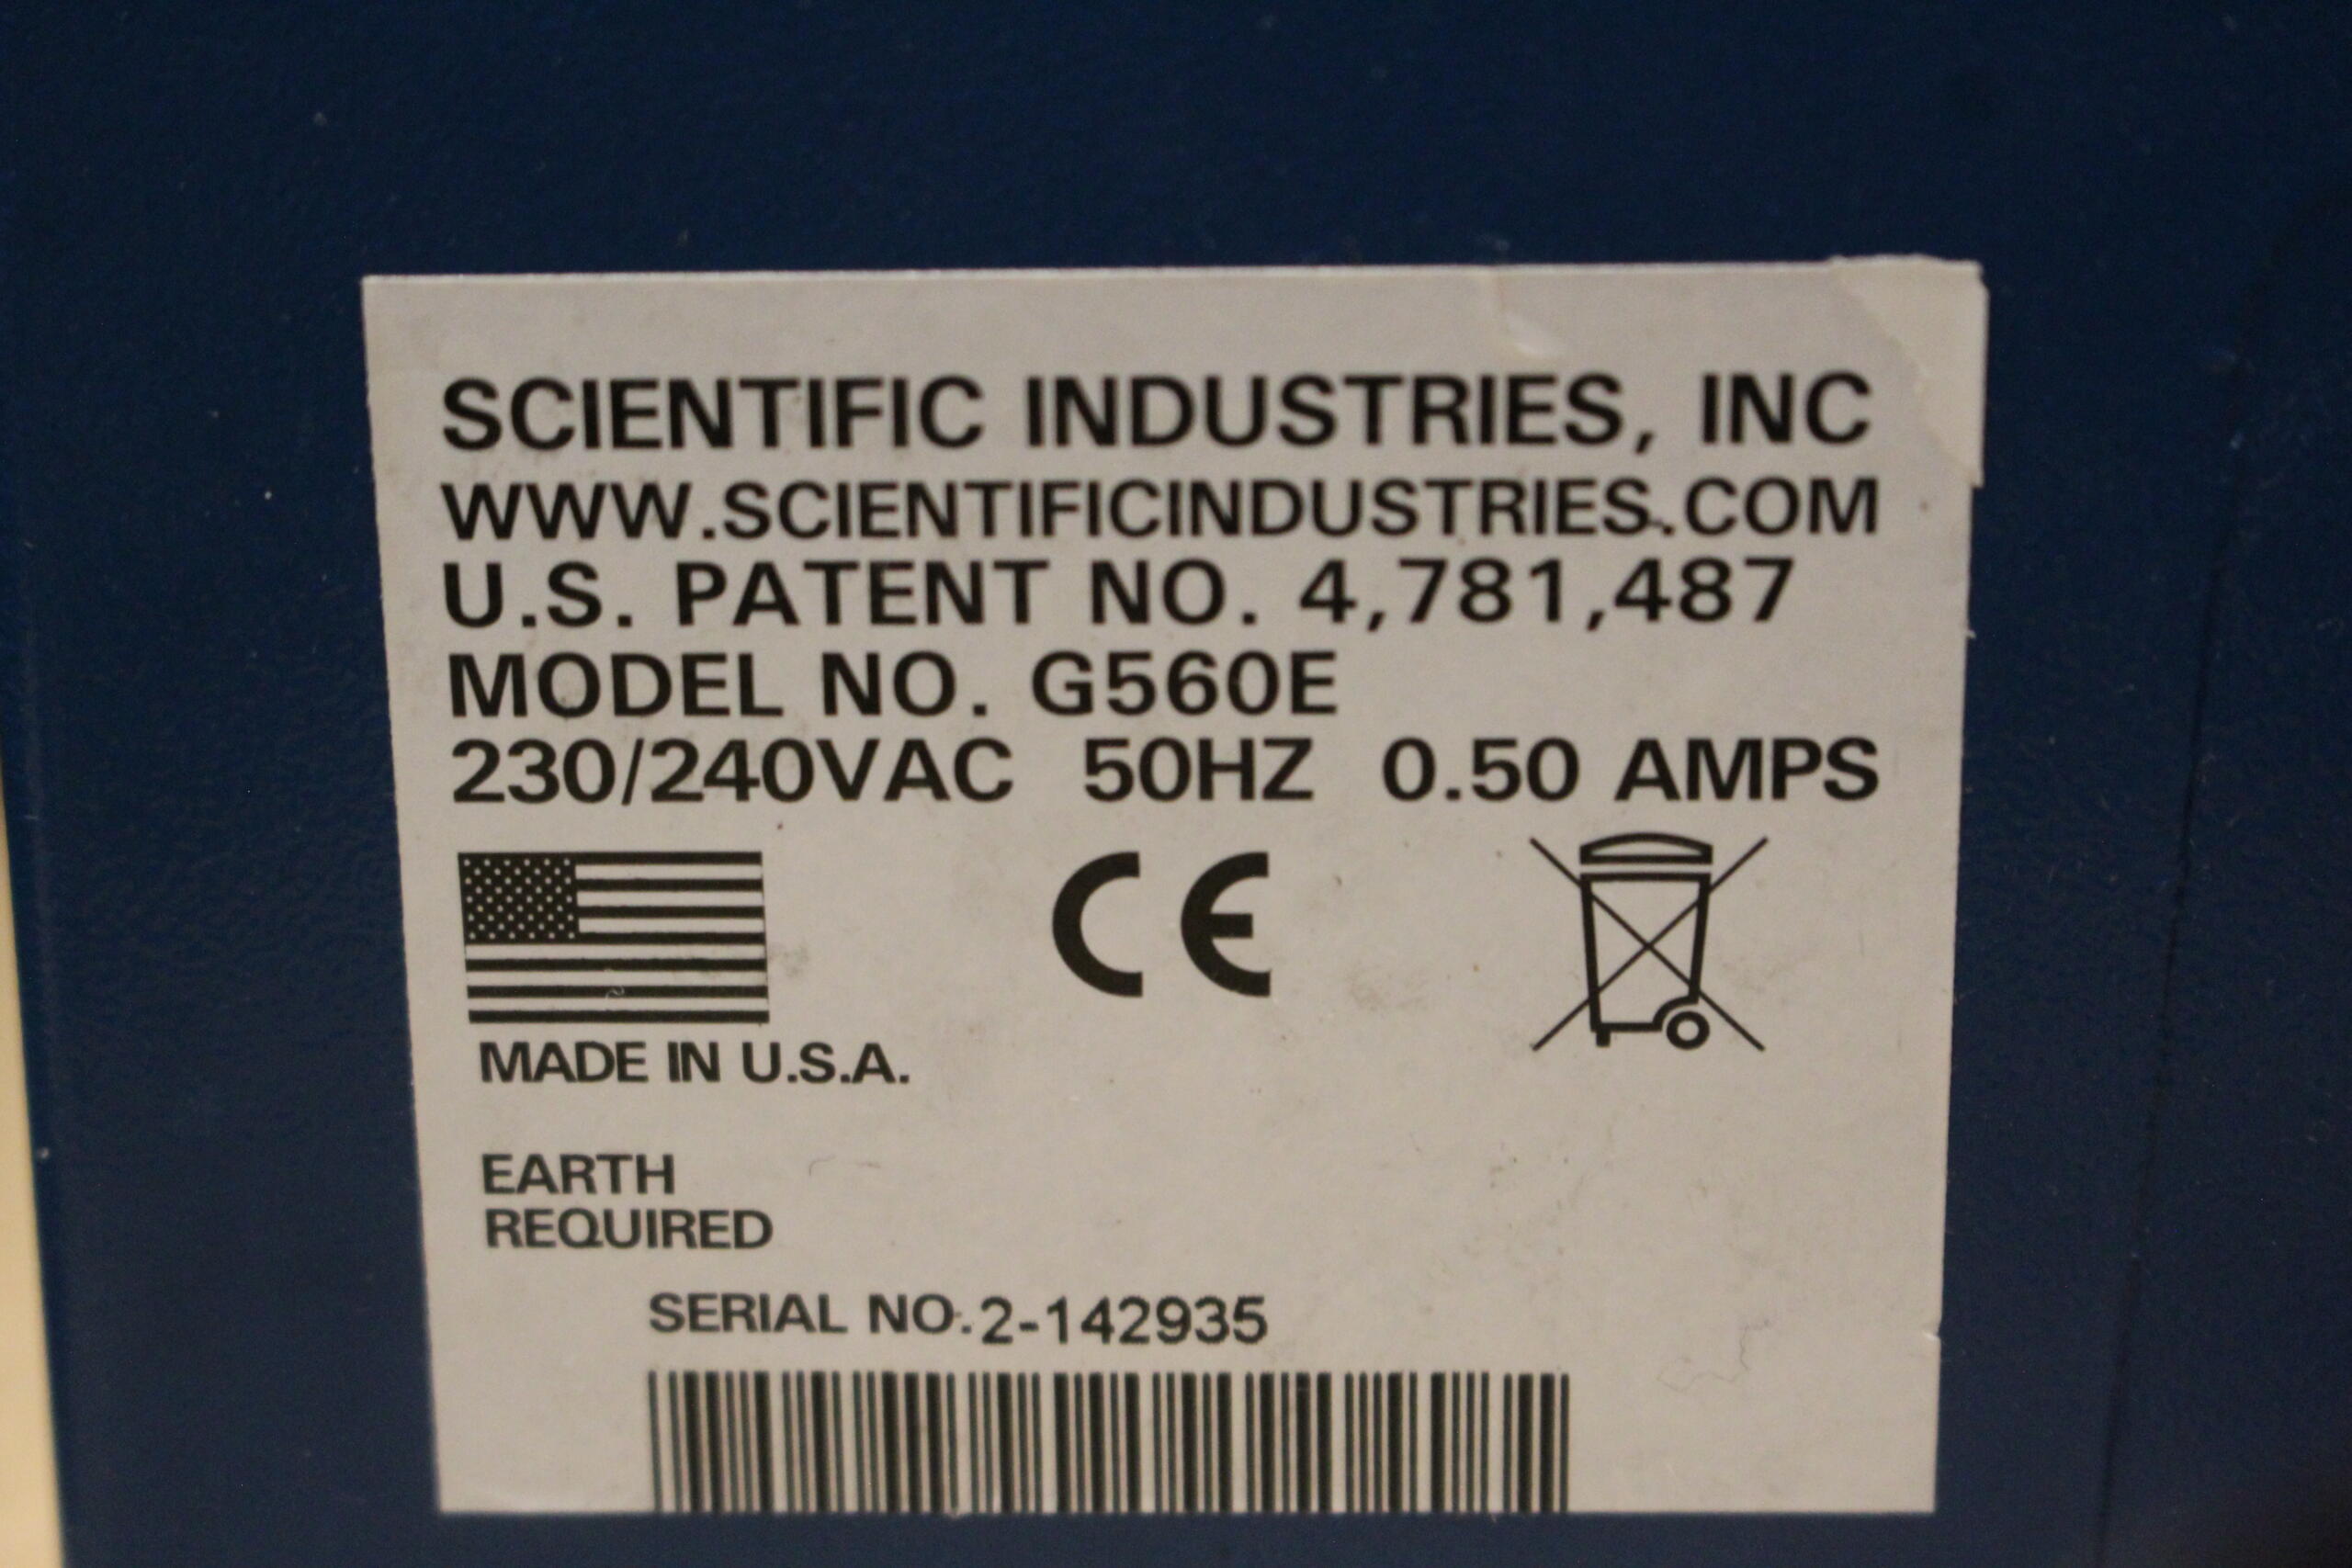 SCIENTIFIC INDUSTRIES, INC
WWW.SCIENTIFICINDUSTRIES.COM
U.S. PATENT NO. 4,781,487
MODEL NO. G560E
230/240VAC 50HZ 0.50 AMPS
CE
MADE IN U.S.A.
EARTH
REQUIRED
SERIAL NO. 2-142935